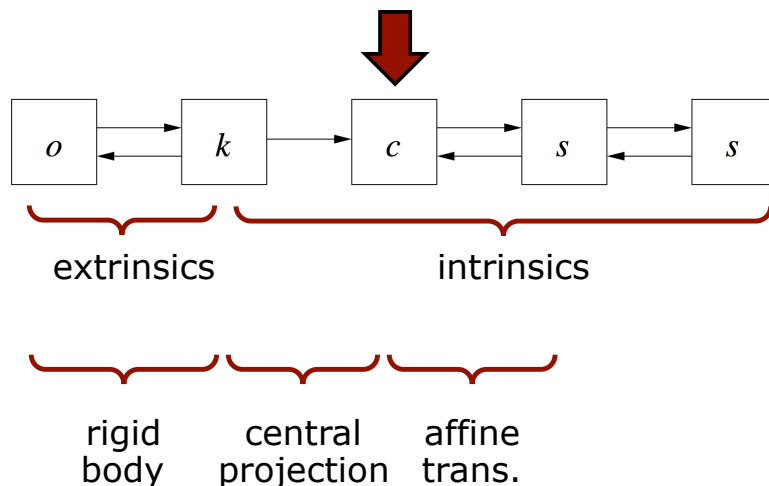 o k c s s
extrinsics intrinsics
rigid central affine
body projection trans.